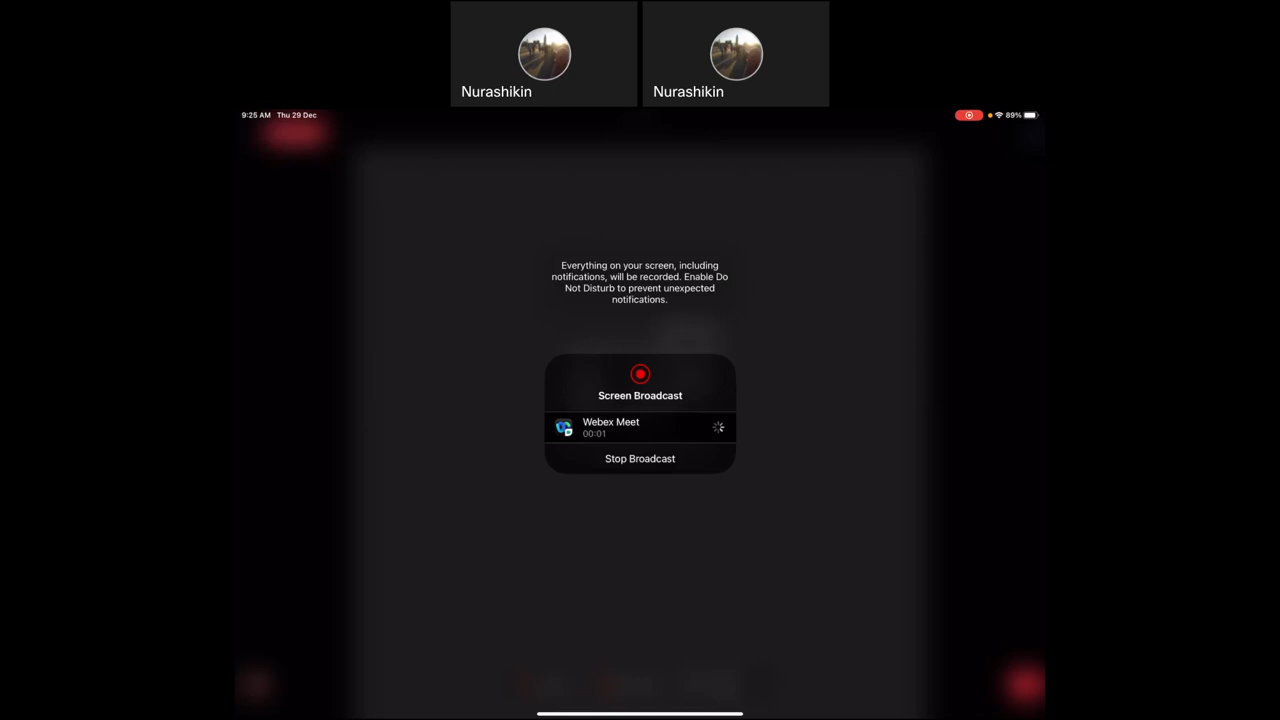 Nurashikin
Nurashikin
9:25 AM Thu 29 Dec
89%
Everything on your screen, including
notifications, will be recorded. Enable Do
Not Disturb to prevent unexpected
notifications.
Screen Broadcast
Webex Meet
00:01
Stop Broadcast